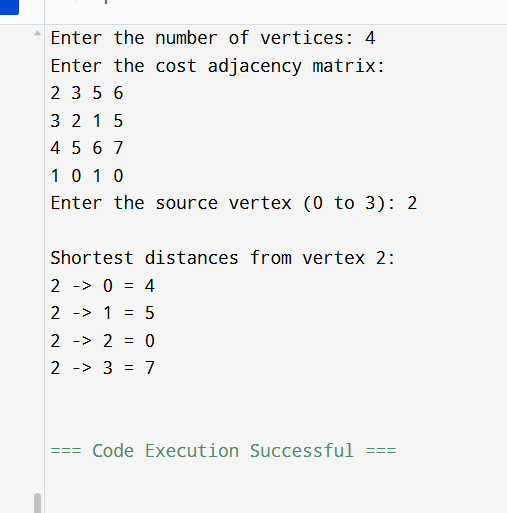 Enter the number of vertices: 4
Enter the cost adjacency matrix:
2 3 5 6
3 2 1 5
4 5 6 7
1 0 1 0
Enter the source vertex (0 to 3): 2
Shortest distances from vertex 2:
2 -> 0 = 4
2 -> 1 = 5
2 -> 2 = 0
2 -> 3 = 7
=== Code Execution Successful ===